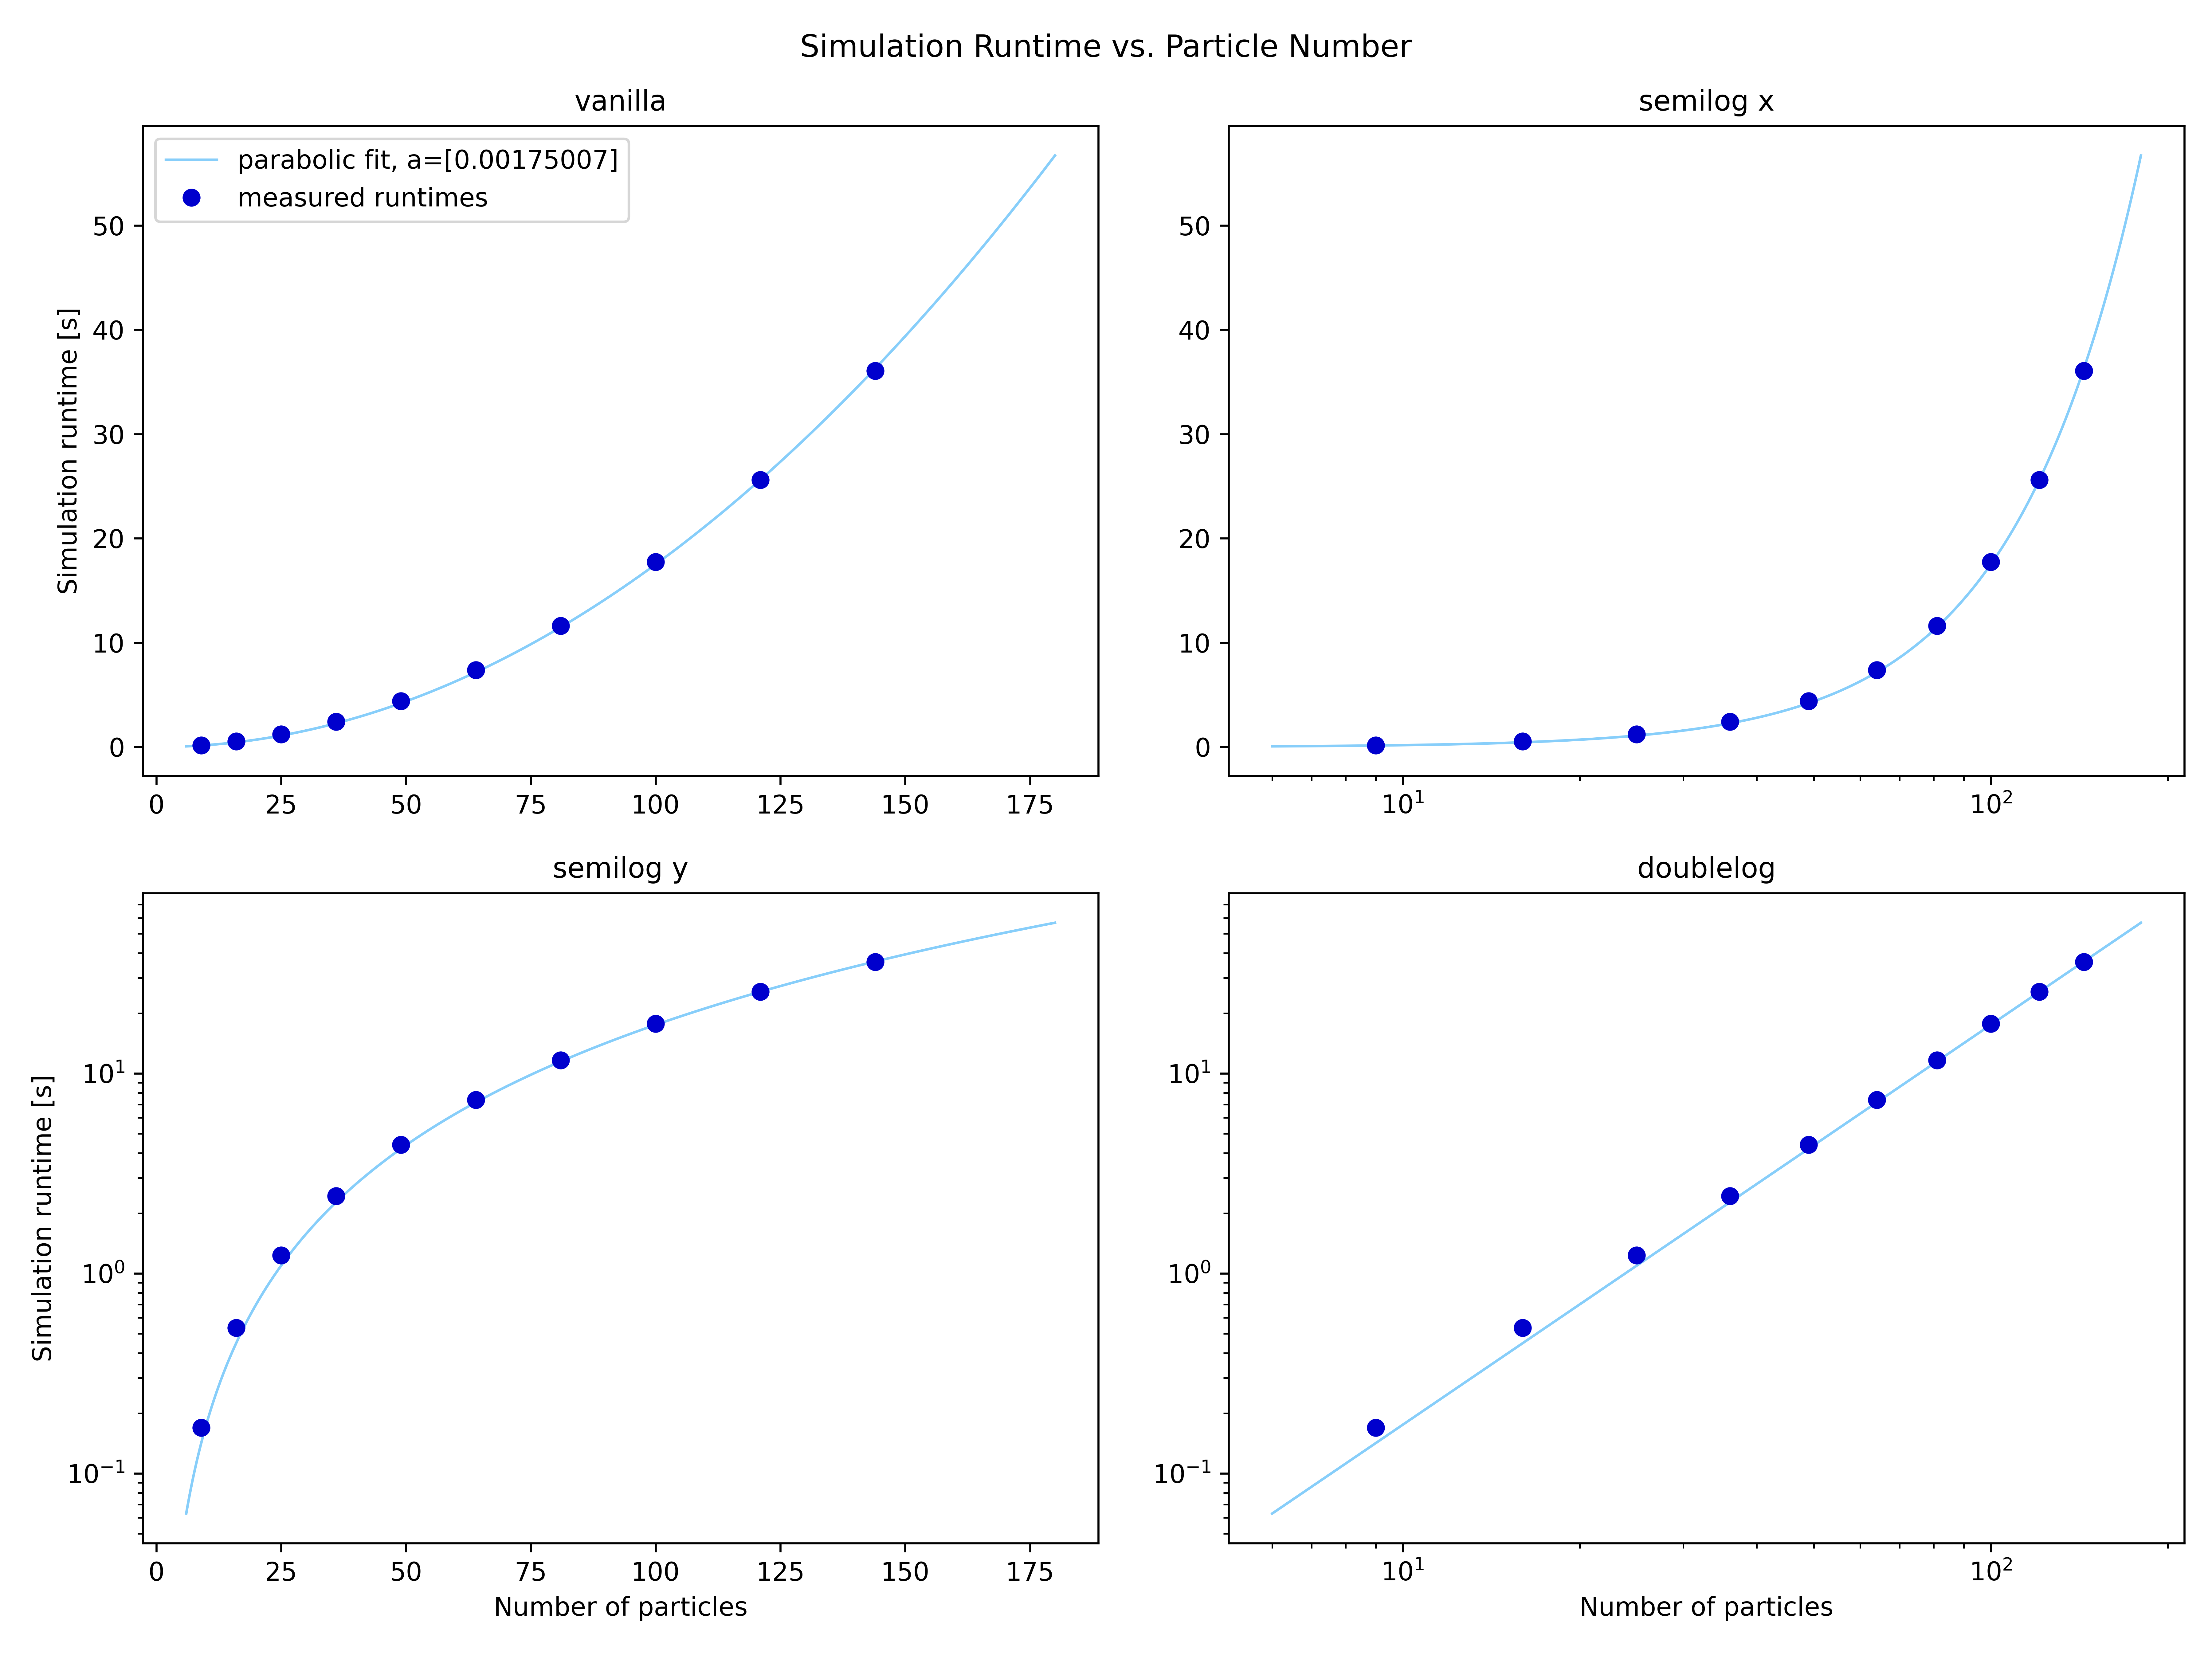 Simulation Runtime vs. Particle Number
vanilla
parabolic fit, a=[0.00175007]
measured runtimes
Simulation runtime [s]
50
40
30
20
10
0
0 25 50 75 100 125 150 175
semilog x
50
40
30
20
10
0
10¹ 10²
semilog y
Simulation runtime [s]
10¹
10⁰
10⁻¹
0 25 50 75 100 125 150 175
Number of particles
doublelog
10¹
10⁰
10⁻¹
10¹ 10²
Number of particles